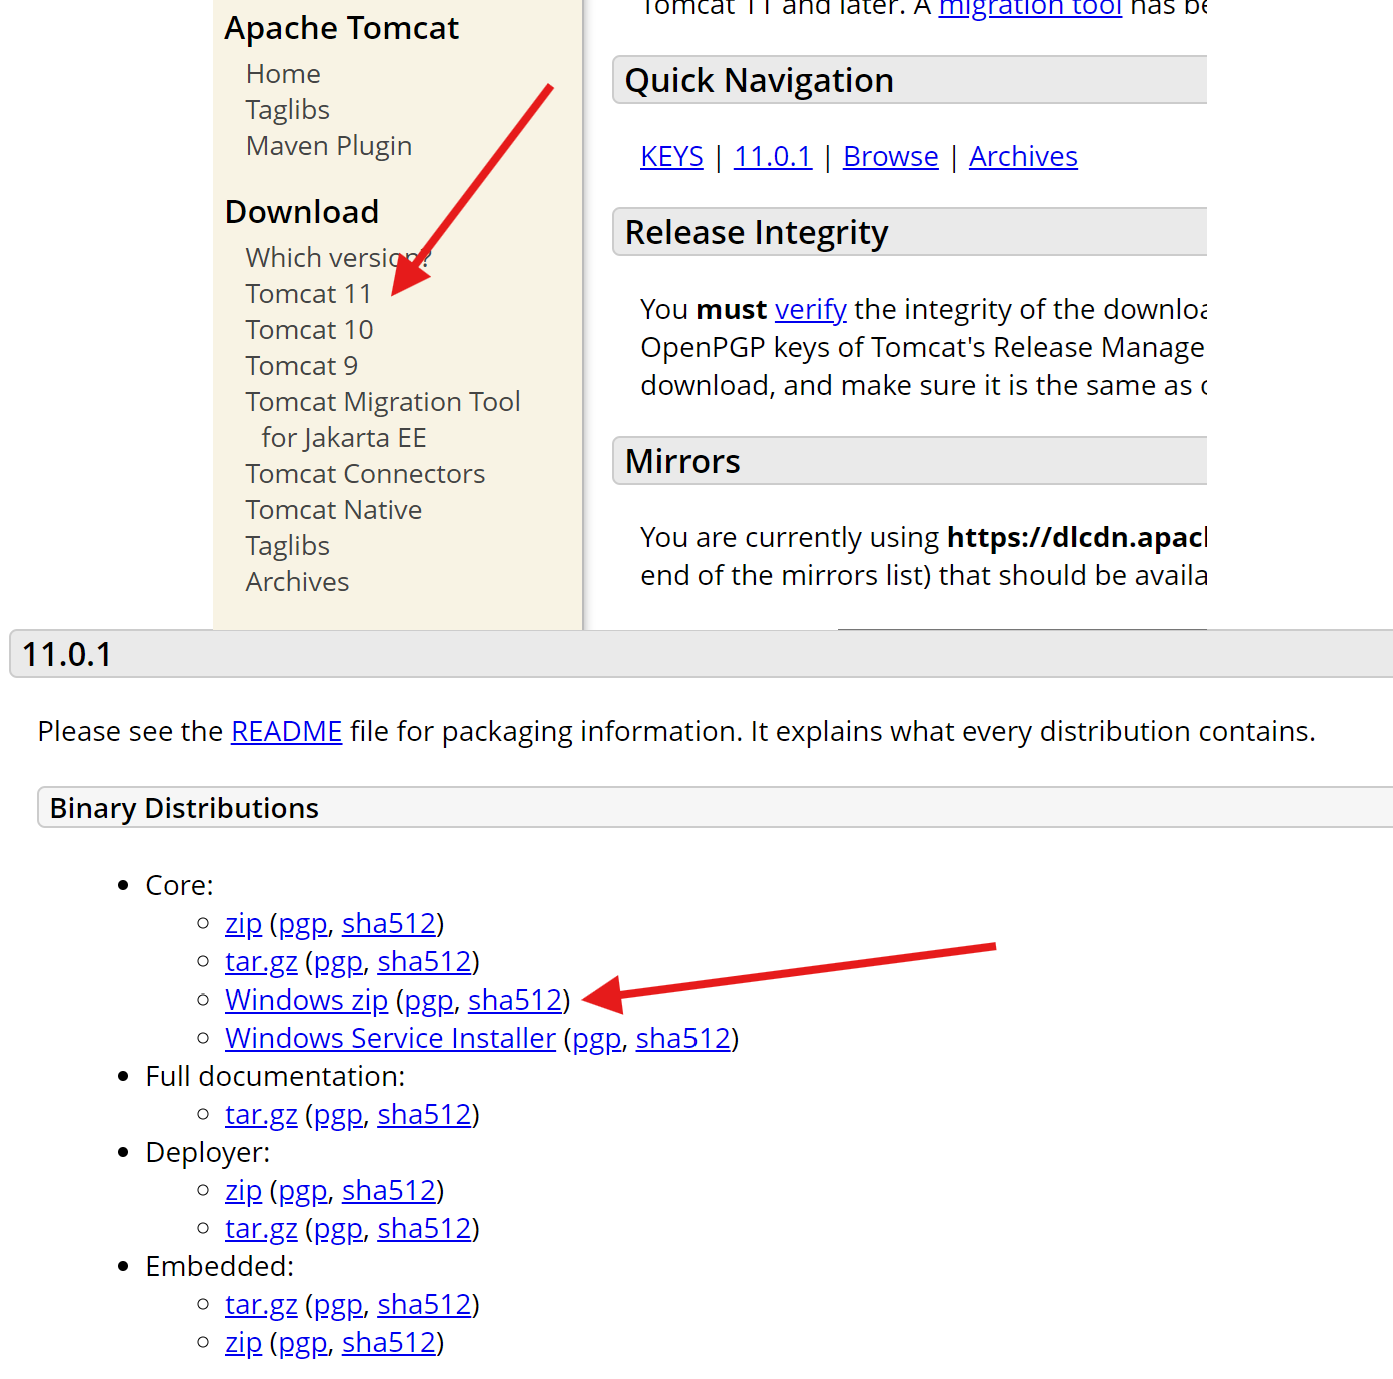 Apache Tomcat
Home
Taglibs
Maven Plugin
Download
Which version?
Tomcat 11
Tomcat 10
Tomcat 9
Tomcat Migration Tool
for Jakarta EE
Tomcat Connectors
Tomcat Native
Taglibs
Archives
Tomcat 11 and later. A migration tool has be
Quick Navigation
KEYS | 11.0.1 | Browse | Archives
Release Integrity
You must verify the integrity of the downloa
OpenPGP keys of Tomcat's Release Manage
download, and make sure it is the same as
Mirrors
You are currently using https://dlcdn.apac
end of the mirrors list) that should be availa
11.0.1
Please see the README file for packaging information. It explains what every distribution contains.
Binary Distributions
• Core:
○ zip (pgp, sha512)
○ tar.gz (pgp, sha512)
○ Windows zip (pgp, sha512)
○ Windows Service Installer (pgp, sha512)
• Full documentation:
○ tar.gz (pgp, sha512)
• Deployer:
○ zip (pgp, sha512)
○ tar.gz (pgp, sha512)
• Embedded:
○ tar.gz (pgp, sha512)
○ zip (pgp, sha512)